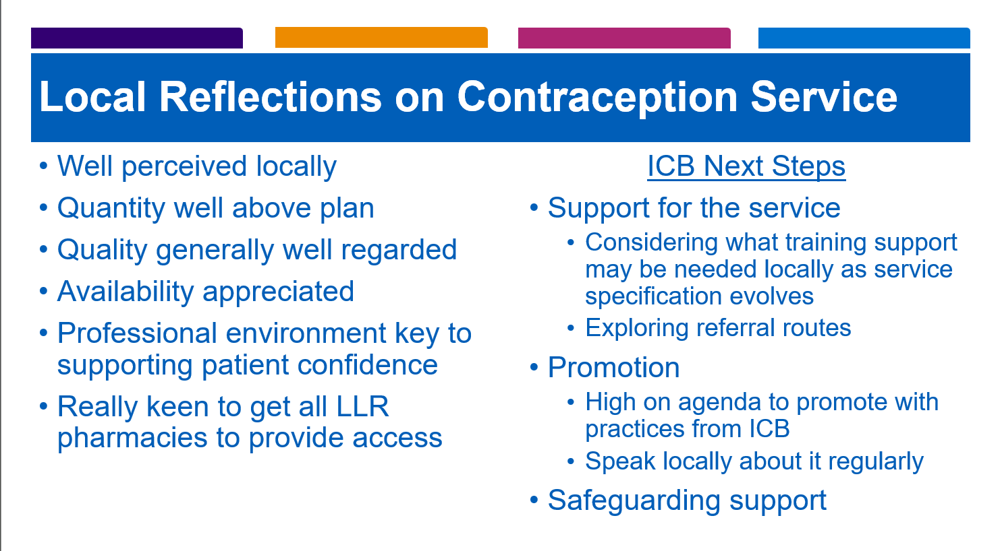 Local Reflections on Contraception Service
• Well perceived locally
• Quantity well above plan
• Quality generally well regarded
• Availability appreciated
• Professional environment key to
supporting patient confidence
• Really keen to get all LLR
pharmacies to provide access
ICB Next Steps
• Support for the service
• Considering what training support
may be needed locally as service
specification evolves
• Exploring referral routes
• Promotion
• High on agenda to promote with
practices from ICB
• Speak locally about it regularly
• Safeguarding support